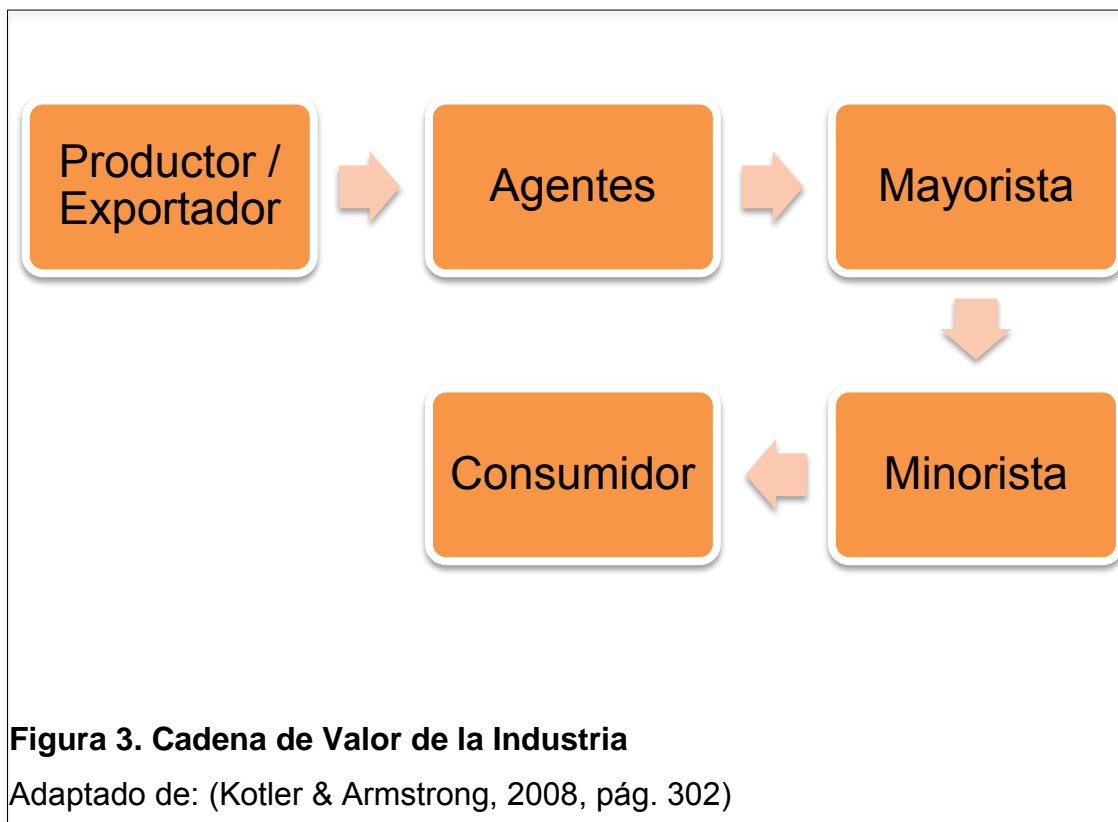 Productor /
Exportador
Agentes
Mayorista
Minorista
Consumidor
Figura 3. Cadena de Valor de la Industria
Adaptado de: (Kotler & Armstrong, 2008, pág. 302)